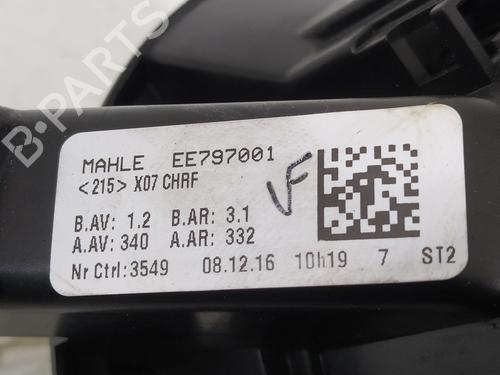 B-PARTS
MAHLE EE797001
<215> X07 CHRF
VF
B.AV: 1.2 B.AR: 3.1
A.AV: 340 A.AR: 332
Nr Ctrl:3549 08.12.16 10h19 7 ST2